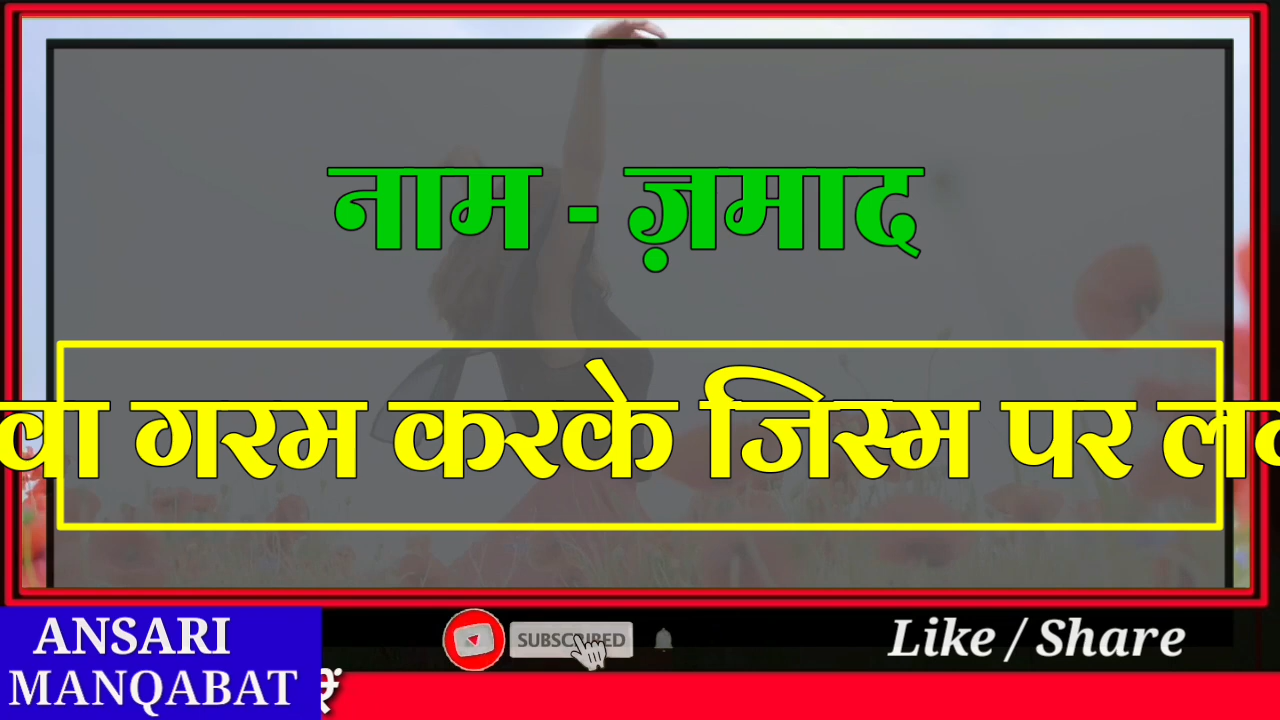 नाम - ज़माद
वा गरम करके जिस्म पर
SUBSCRIBED
Like / Share
ANSARI
MANQABAT